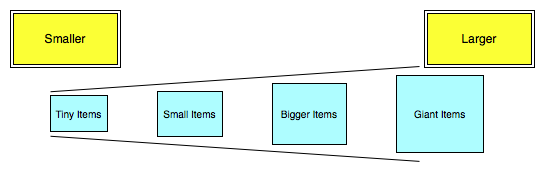 Smaller
Larger
Tiny Items
Small Items
Bigger Items
Giant Items